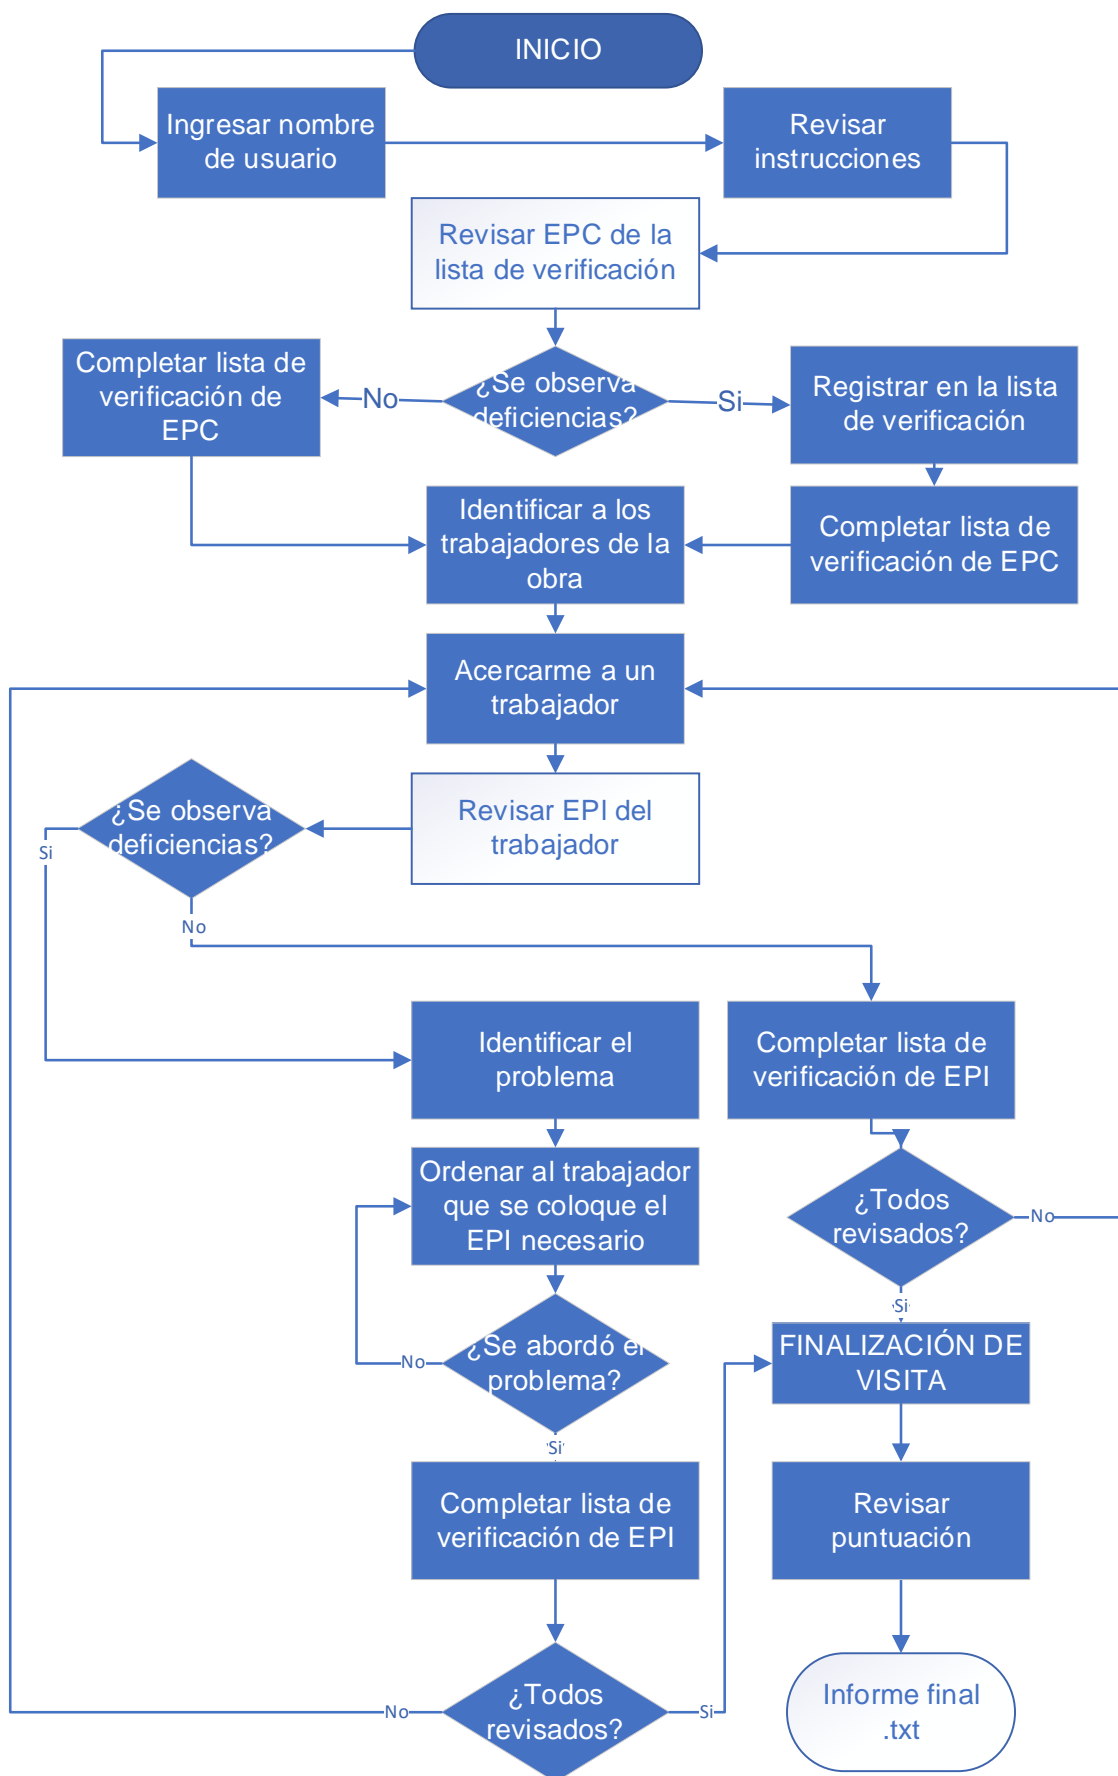 INICIO
Ingresar nombre
de usuario
Revisar
instrucciones
Revisar EPC de la
lista de verificación
Completar lista de
verificación de
EPC
No
¿Se observa
deficiencias?
Si
Registrar en la lista
de verificación
Identificar a los
trabajadores de la
obra
Completar lista de
verificación de EPC
Acercarme a un
trabajador
¿Se observa
deficiencias?
Revisar EPI del
trabajador
Si
No
Identificar el
problema
Completar lista de
verificación de EPI
Ordenar al trabajador
que se coloque el
EPI necesario
¿Todos
revisados?
No
Si
¿Se abordó el
problema?
No
Si
FINALIZACIÓN DE
VISITA
Completar lista de
verificación de EPI
Revisar
puntuación
¿Todos
revisados?
No
Si
Informe final
.txt